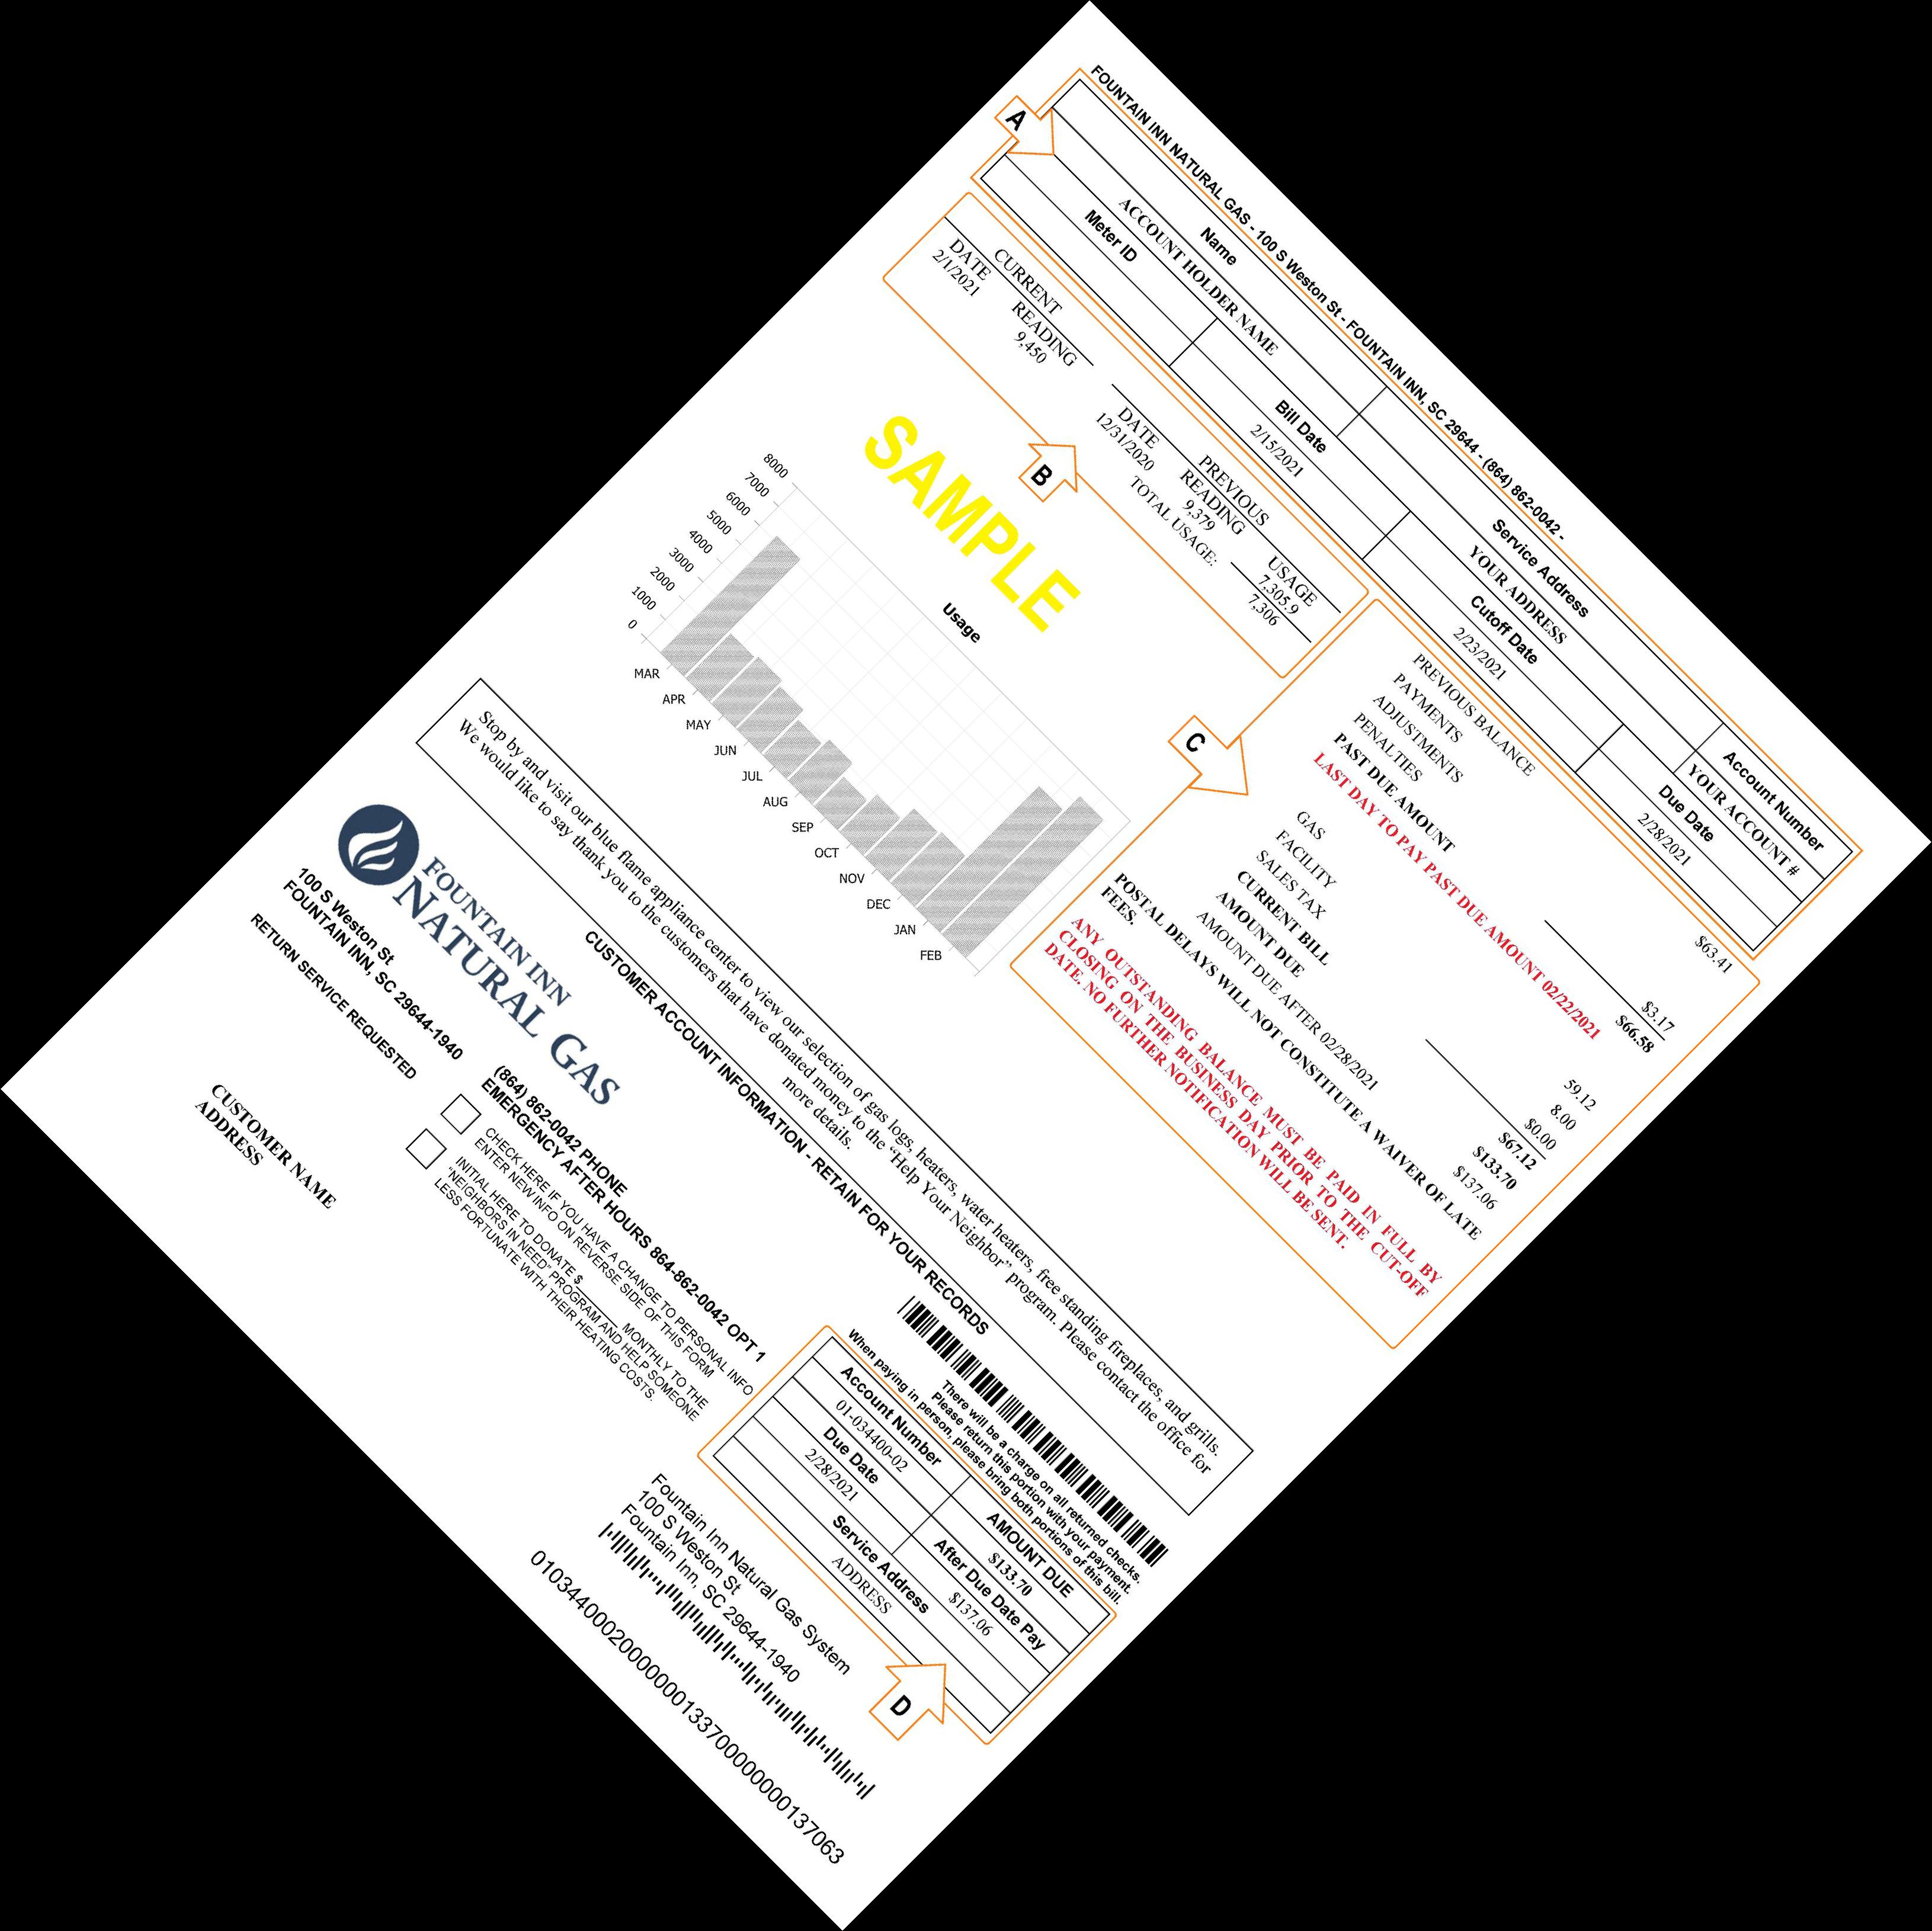 FOUNTAIN INN NATURAL GAS - 100 S Weston St - FOUNTAIN INN, SC 29644 - (864) 862-0042 -
A
Name Service Address Account Number
ACCOUNT HOLDER NAME YOUR ADDRESS YOUR ACCOUNT #
Meter ID Bill Date Cutoff Date Due Date
2/15/2021 2/23/2021 2/28/2021
CURRENT PREVIOUS
DATE READING DATE READING USAGE
2/1/2021 9,450 12/31/2020 9,379 7,305.9
TOTAL USAGE: 7,306
B
SAMPLE
Usage
8000
7000
6000
5000
4000
3000
2000
1000
0
MAR APR MAY JUN JUL AUG SEP OCT NOV DEC JAN FEB
C
PREVIOUS BALANCE $63.41
PAYMENTS
ADJUSTMENTS
PENALTIES $3.17
PAST DUE AMOUNT $66.58
LAST DAY TO PAY PAST DUE AMOUNT 02/22/2021
GAS 59.12
FACILITY 8.00
SALES TAX $0.00
CURRENT BILL $67.12
AMOUNT DUE $133.70
AMOUNT DUE AFTER 02/28/2021 $137.06
POSTAL DELAYS WILL NOT CONSTITUTE A WAIVER OF LATE
FEES.
ANY OUTSTANDING BALANCE MUST BE PAID IN FULL BY
CLOSING ON THE BUSINESS DAY PRIOR TO THE CUT-OFF
DATE. NO FURTHER NOTIFICATION WILL BE SENT.
Stop by and visit our blue flame appliance center to view our selection of gas logs, heaters, water heaters, free standing fireplaces, and grills.
We would like to say thank you to the customers that have donated money to the “Help Your Neighbor” program. Please contact the office for
more details.
CUSTOMER ACCOUNT INFORMATION - RETAIN FOR YOUR RECORDS
FOUNTAIN INN
NATURAL GAS
100 S Weston St
FOUNTAIN INN, SC 29644-1940
RETURN SERVICE REQUESTED
(864) 862-0042 PHONE
EMERGENCY AFTER HOURS 864-862-0042 OPT 1
CHECK HERE IF YOU HAVE A CHANGE TO PERSONAL INFO
ENTER NEW INFO ON REVERSE SIDE OF THIS FORM
INITIAL HERE TO DONATE $______ MONTHLY TO THE
"NEIGHBORS IN NEED" PROGRAM AND HELP SOMEONE
LESS FORTUNATE WITH THEIR HEATING COSTS.
There will be a charge on all returned checks.
Please return this portion with your payment.
When paying in person, please bring both portions of this bill.
Account Number AMOUNT DUE
01-034400-02 $133.70
Due Date After Due Date Pay
2/28/2021 $137.06
Service Address
ADDRESS
D
CUSTOMER NAME
ADDRESS
Fountain Inn Natural Gas System
100 S Weston St
Fountain Inn, SC 29644-1940
010344000200000001337000000000137063